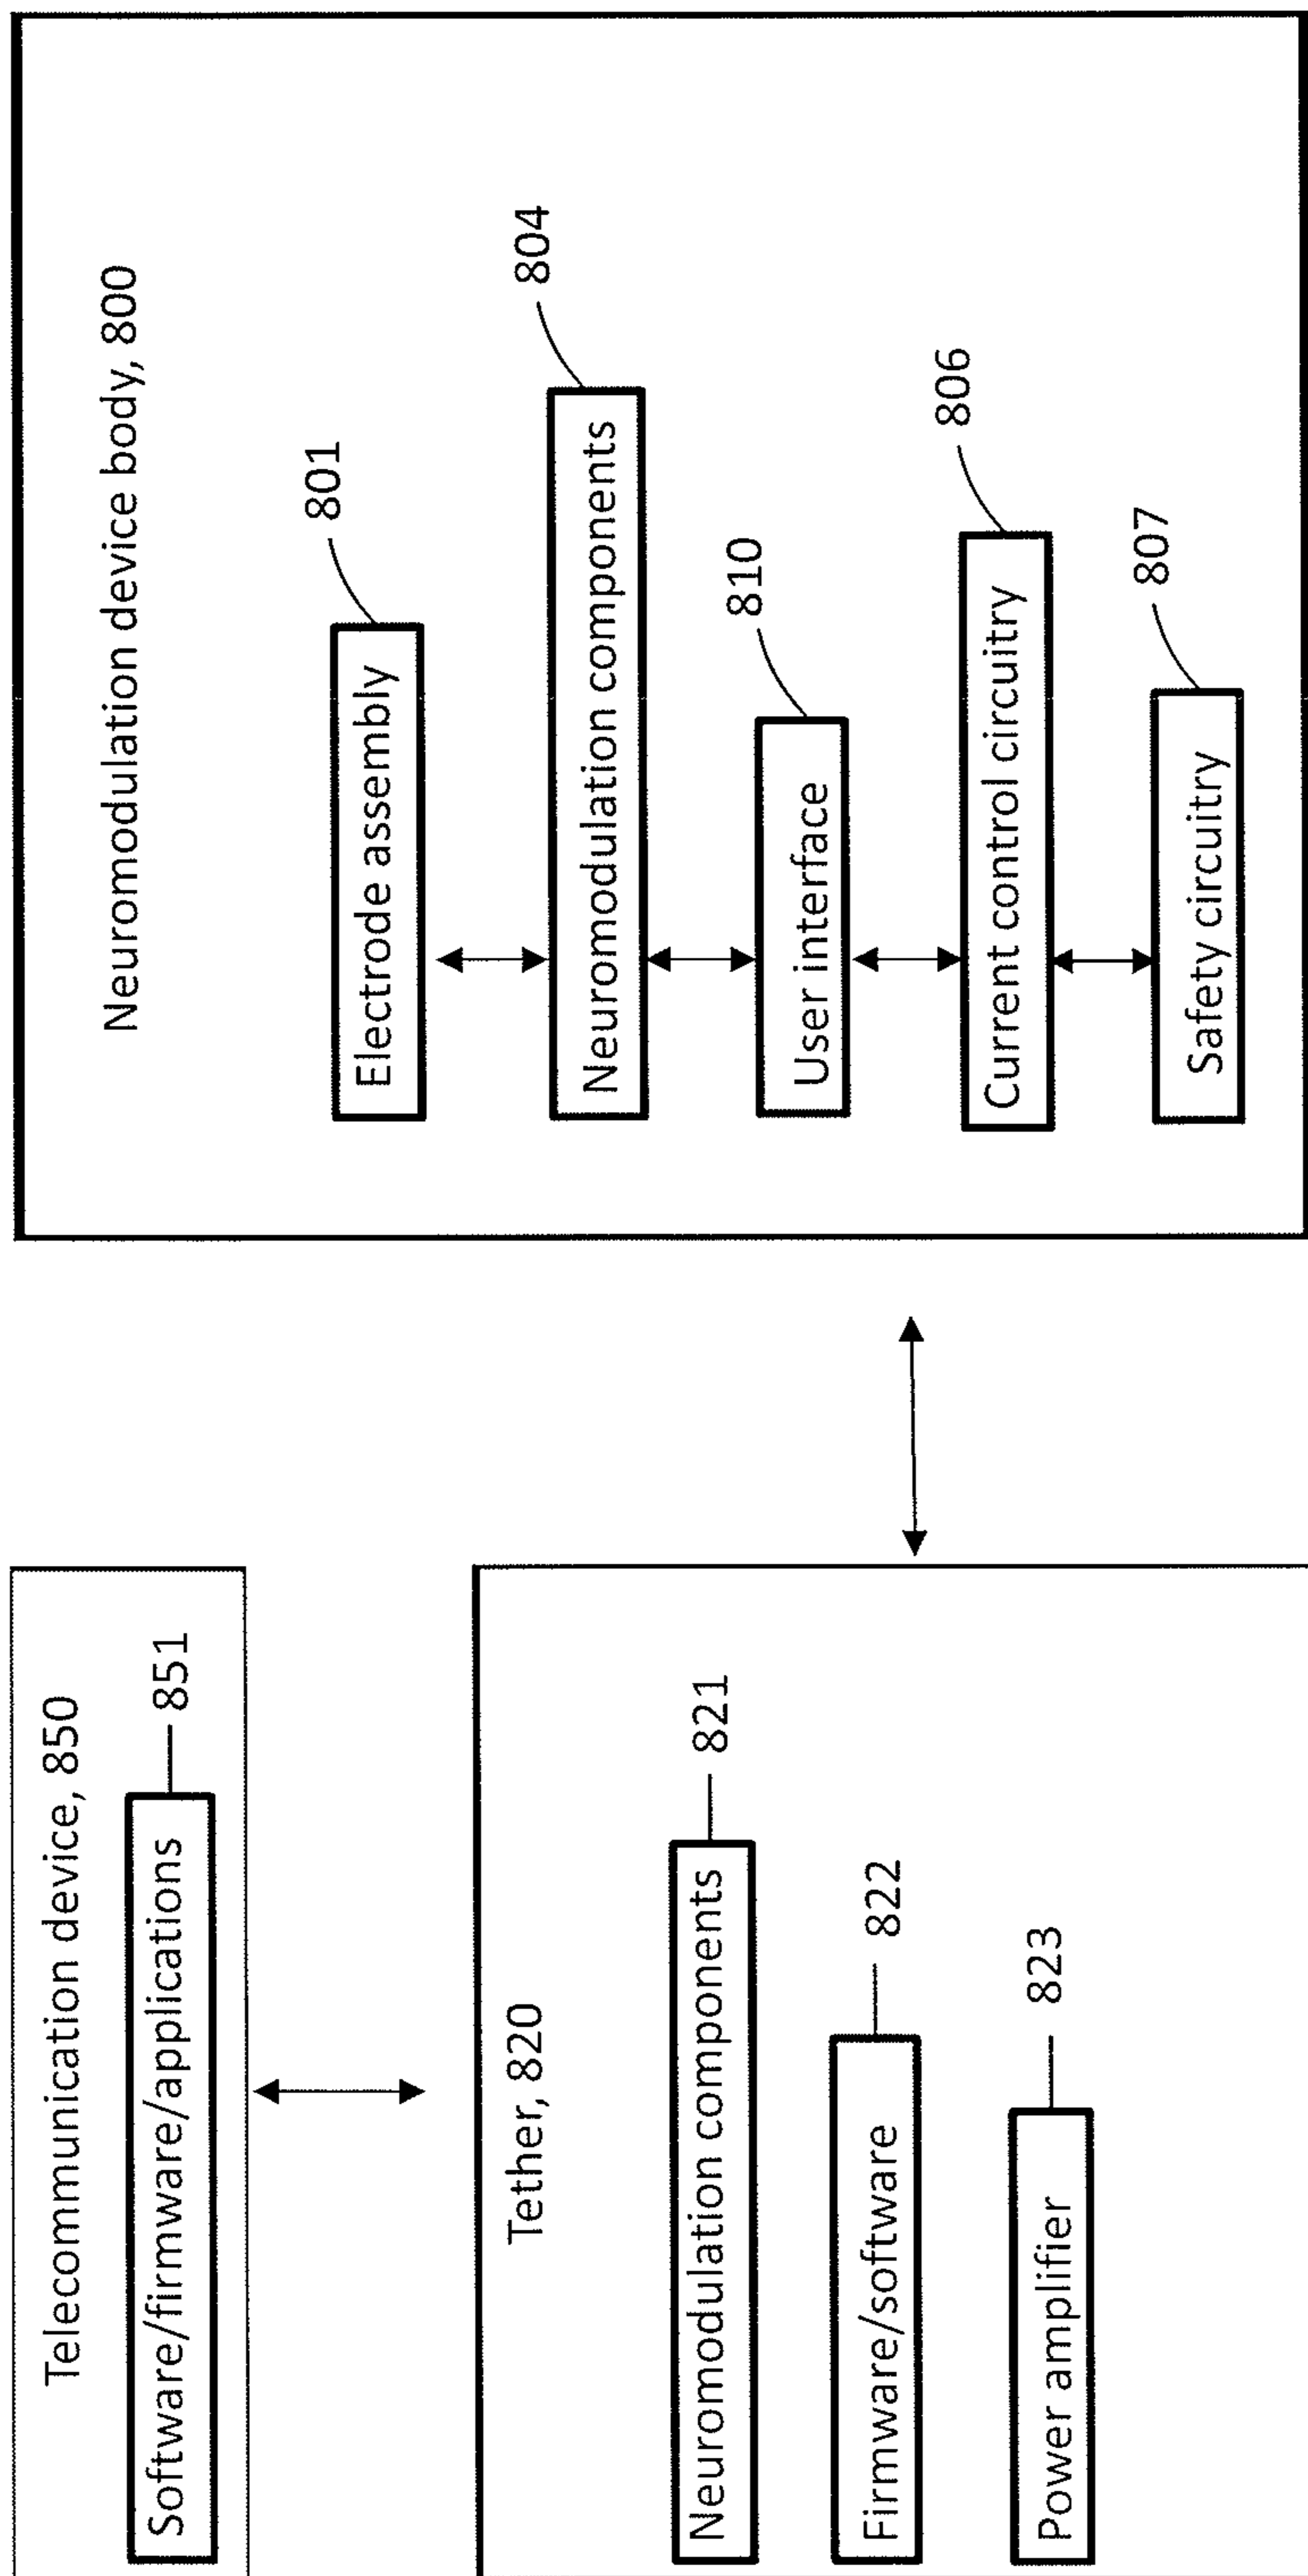 Telecommunication device, 850
Software/firmware/applications
851
Tether, 820
Neuromodulation components
821
Firmware/software
822
Power amplifier
823
Neuromodulation device body, 800
Electrode assembly
801
Neuromodulation components
804
User interface
810
Current control circuitry
806
Safety circuitry
807